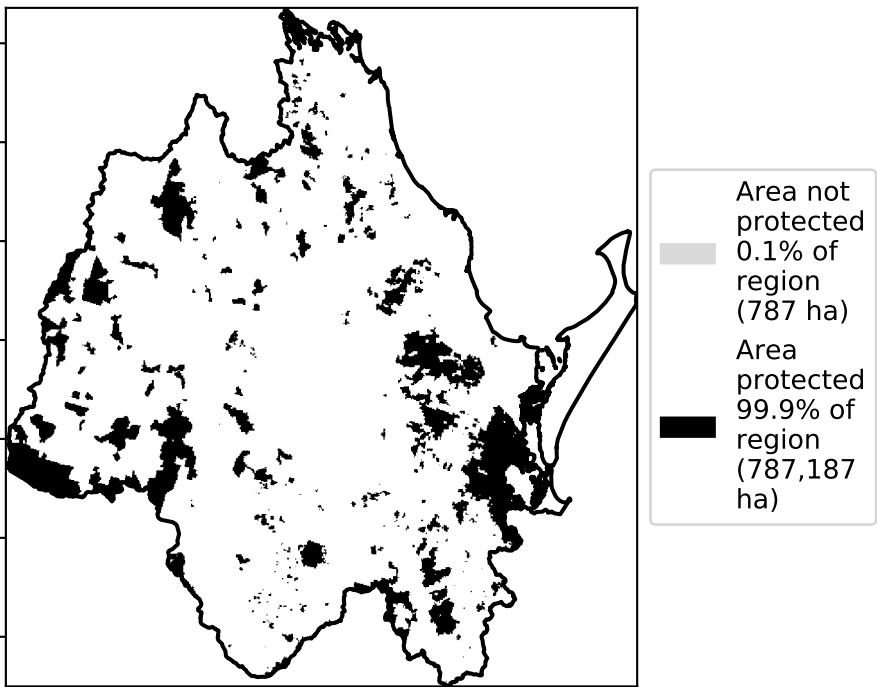 Area not
protected
0.1% of
region
(787 ha)
Area
protected
99.9% of
region
(787,187
ha)